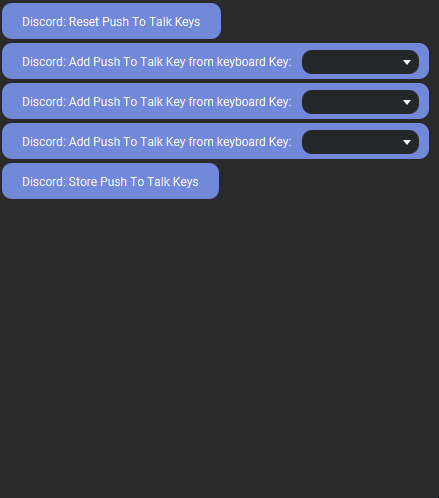 Discord: Reset Push To Talk Keys
Discord: Add Push To Talk Key from keyboard Key:
Discord: Add Push To Talk Key from keyboard Key:
Discord: Add Push To Talk Key from keyboard Key:
Discord: Store Push To Talk Keys